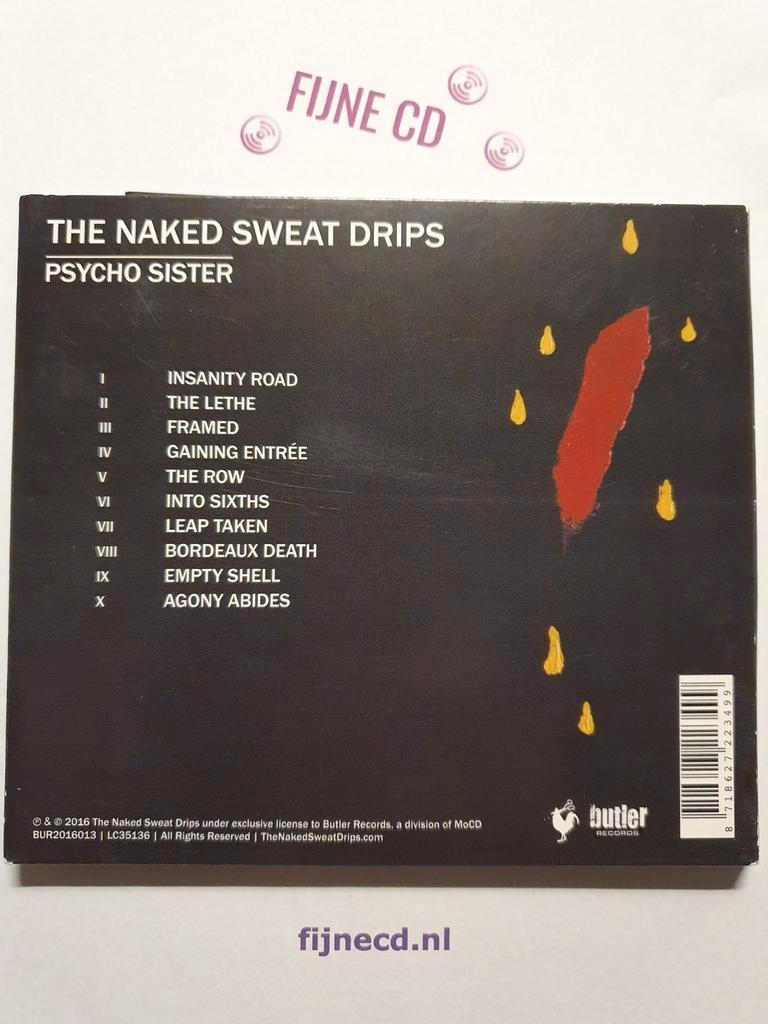 FIJNE CD
THE NAKED SWEAT DRIPS
PSYCHO SISTER
I INSANITY ROAD
II THE LETHE
III FRAMED
IV GAINING ENTRÉE
V THE ROW
VI INTO SIXTHS
VII LEAP TAKEN
VIII BORDEAUX DEATH
IX EMPTY SHELL
X AGONY ABIDES
8 718627 223499
℗ & © 2016 The Naked Sweat Drips under exclusive license to Butler Records, a division of MoCD
BUR2016013 | LC35136 | All Rights Reserved | TheNakedSweatDrips.com
butler
RECORDS
fijnecd.nl